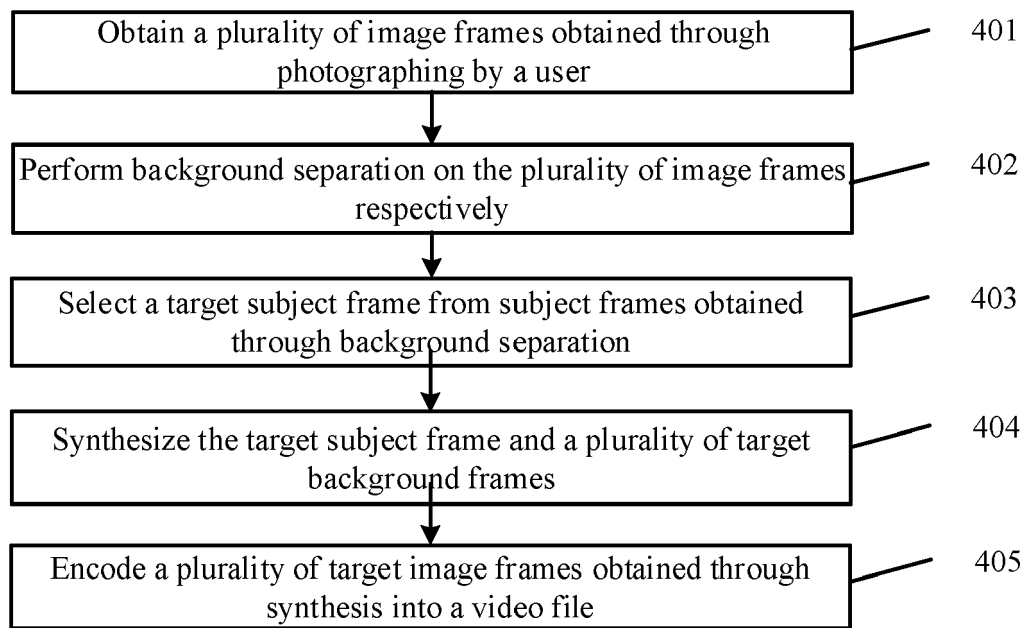 Obtain a plurality of image frames obtained through
photographing by a user
401
Perform background separation on the plurality of image frames
respectively
402
Select a target subject frame from subject frames obtained
through background separation
403
Synthesize the target subject frame and a plurality of target
background frames
404
Encode a plurality of target image frames obtained through
synthesis into a video file
405